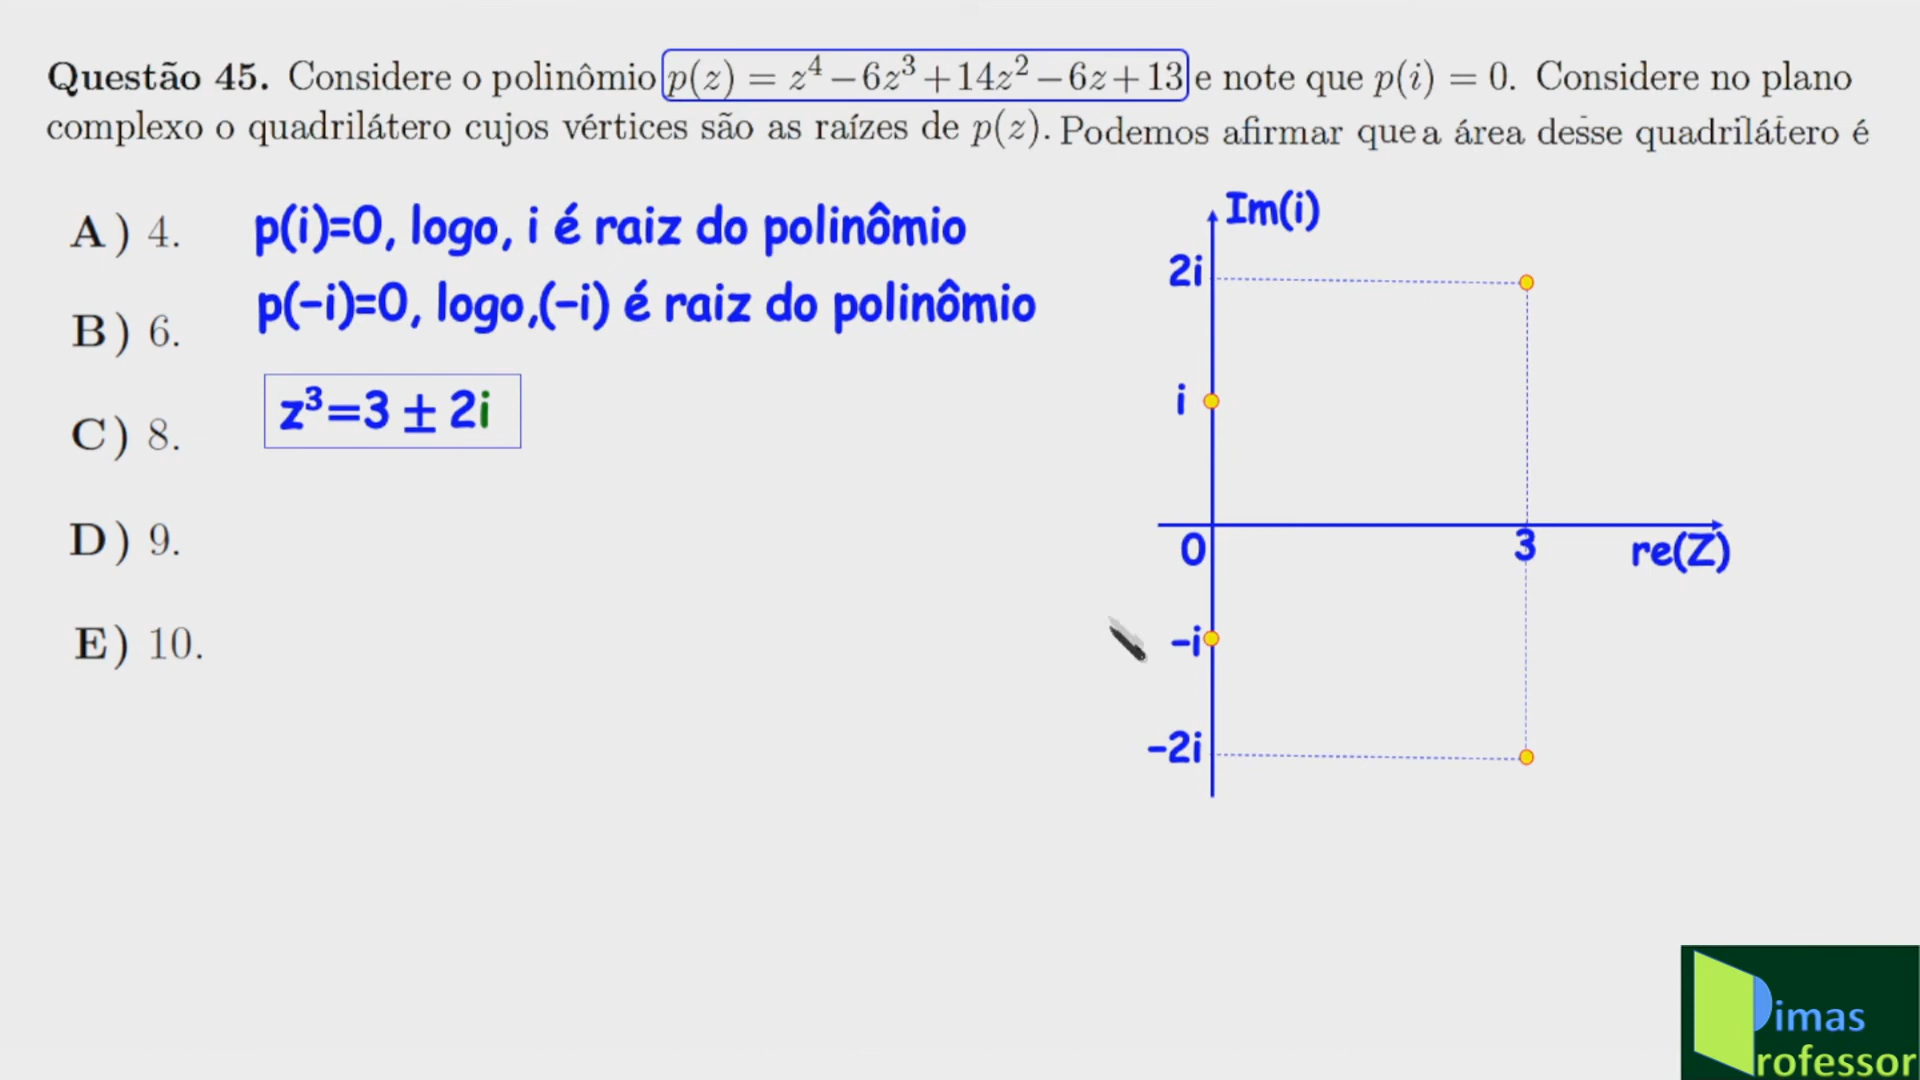 Questão 45. Considere o polinômio p(z) = z⁴ − 6z³ + 14z² − 6z + 13 e note que p(i) = 0. Considere no plano
complexo o quadrilátero cujos vértices são as raízes de p(z). Podemos afirmar que a área desse quadrilátero é
A) 4.
p(i)=0, logo, i é raiz do polinômio
B) 6.
p(−i)=0, logo,(−i) é raiz do polinômio
C) 8.
z³=3 ± 2i
D) 9.
E) 10.
Im(i)
2i
i
0
3
re(Z)
−i
−2i
Dimas
Professor